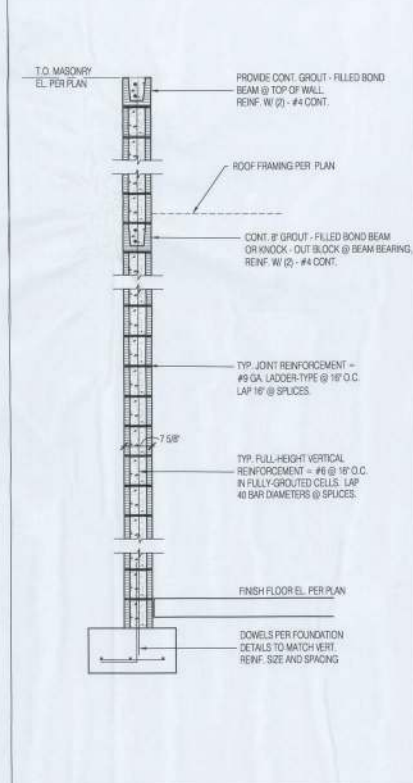 T.O. MASONRY
EL. PER PLAN
PROVIDE CONT. GROUT - FILLED BOND
BEAM @ TOP OF WALL.
REINF. W/ (2) - #4 CONT.
ROOF FRAMING PER PLAN
CONT. 8" GROUT - FILLED BOND BEAM
OR KNOCK - OUT BLOCK @ BEAM BEARING,
REINF. W/ (2) - #4 CONT.
TYP. JOINT REINFORCEMENT =
#9 GA. LADDER-TYPE @ 16" O.C.
LAP 16" @ SPLICES.
7 5/8"
TYP. FULL-HEIGHT VERTICAL
REINFORCEMENT = #6 @ 16" O.C.
IN FULLY-GROUTED CELLS. LAP
40 BAR DIAMETERS @ SPLICES.
FINISH FLOOR EL. PER PLAN
DOWELS PER FOUNDATION
DETAILS TO MATCH VERT.
REINF. SIZE AND SPACING